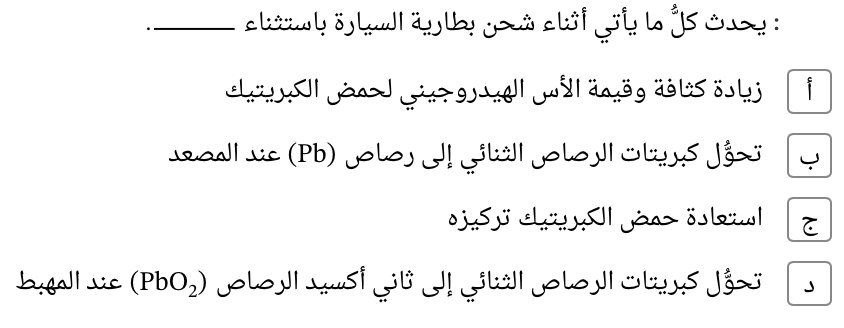 : يحدث كلُّ ما يأتي أثناء شحن بطارية السيارة باستثناء ________.
أ زيادة كثافة وقيمة الأس الهيدروجيني لحمض الكبريتيك
ب تحوُّل كبريتات الرصاص الثنائي إلى رصاص (Pb) عند المصعد
ج استعادة حمض الكبريتيك تركيزه
د تحوُّل كبريتات الرصاص الثنائي إلى ثاني أكسيد الرصاص (PbO₂) عند المهبط